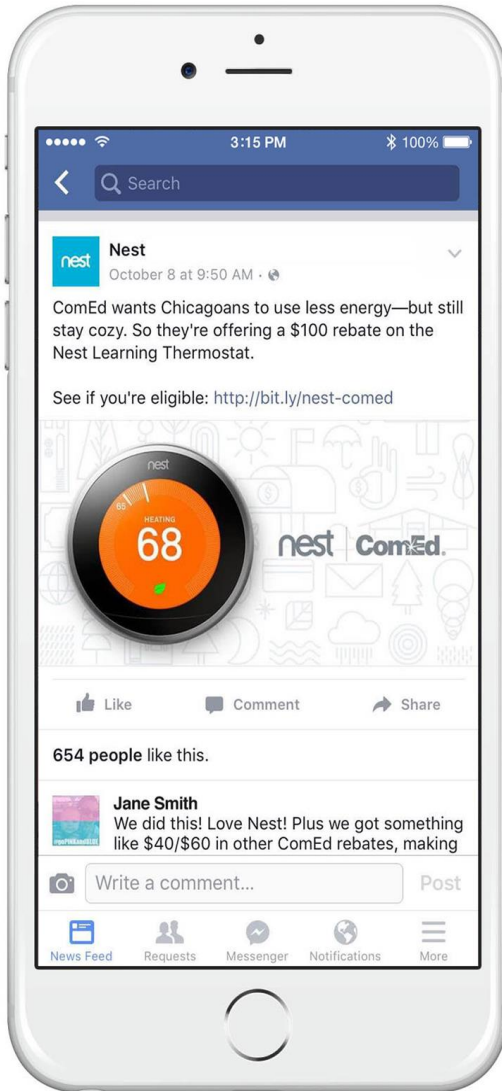 3:15 PM
100%
Search
nest
Nest
October 8 at 9:50 AM ·
ComEd wants Chicagoans to use less energy—but still
stay cozy. So they're offering a $100 rebate on the
Nest Learning Thermostat.
See if you're eligible: http://bit.ly/nest-comed
nest
65
HEATING
68
nest | ComEd.
Like
Comment
Share
654 people like this.
Jane Smith
We did this! Love Nest! Plus we got something
like $40/$60 in other ComEd rebates, making
Write a comment...
Post
News Feed
Requests
Messenger
Notifications
More